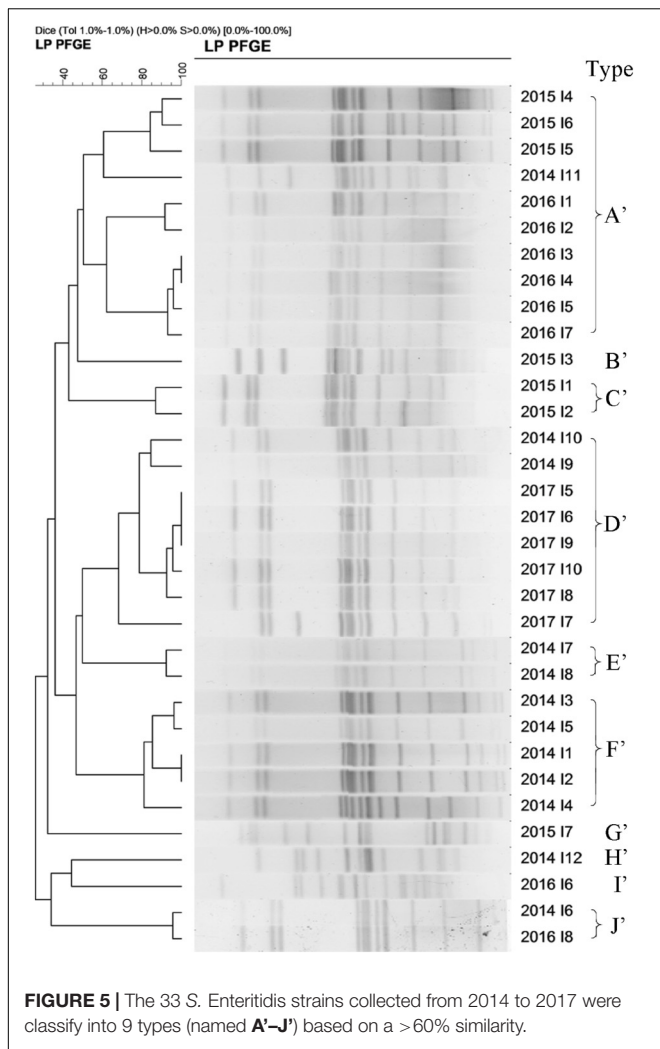 Dice (Tol 1.0%-1.0%) (H>0.0% S>0.0%) [0.0%-100.0%]
LP PFGE LP PFGE
40 60 80 100
Type
2015 I4
2015 I6
2015 I5
2014 I11
2016 I1
A'
2016 I2
2016 I3
2016 I4
2016 I5
2016 I7
2015 I3 B'
2015 I1
C'
2015 I2
2014 I10
2014 I9
2017 I5
2017 I6
D'
2017 I9
2017 I10
2017 I8
2017 I7
2014 I7
E'
2014 I8
2014 I3
2014 I5
F'
2014 I1
2014 I2
2014 I4
2015 I7 G'
2014 I12 H'
2016 I6 I'
2014 I6
J'
2016 I8
FIGURE 5 | The 33 S. Enteritidis strains collected from 2014 to 2017 were
classify into 9 types (named A'–J') based on a >60% similarity.